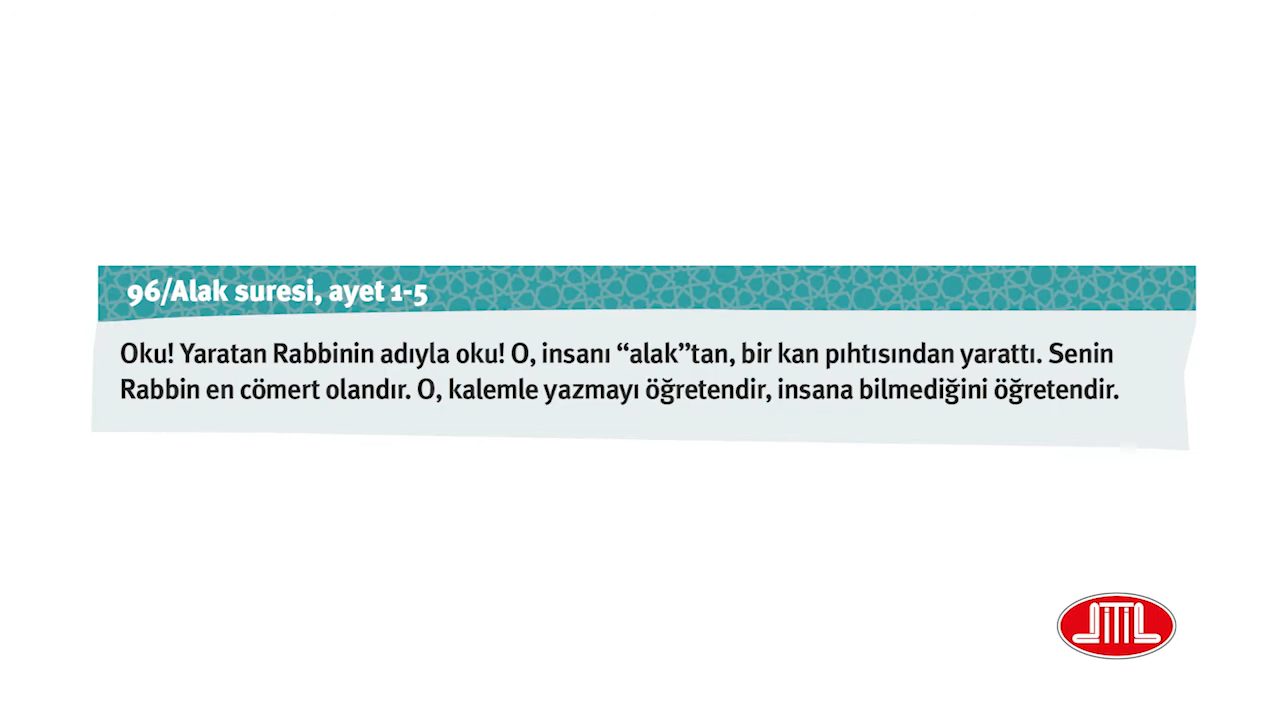 96/Alak suresi, ayet 1-5
Oku! Yaratan Rabbinin adıyla oku! O, insanı “alak”tan, bir kan pıhtısından yarattı. Senin
Rabbin en cömert olandır. O, kalemle yazmayı öğretendir, insana bilmediğini öğretendir.